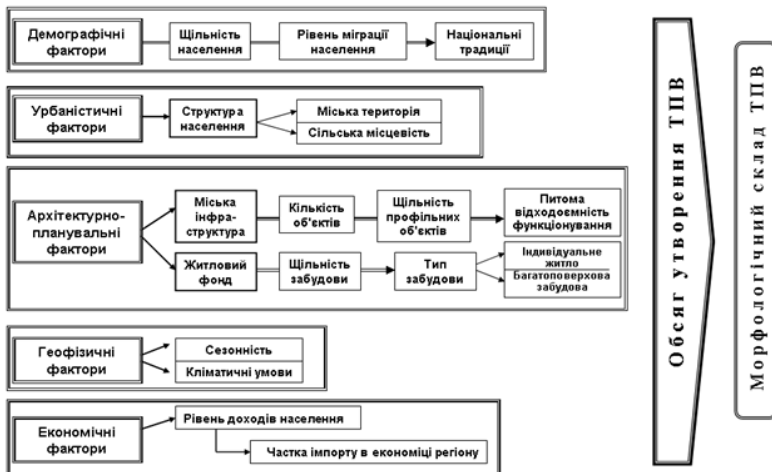 Демографічні
фактори
Щільність
населення
Рівень міграції
населення
Національні
традиції
Урбаністичні
фактори
Структура
населення
Міська територія
Сільська місцевість
Архітектурно-
планувальні
фактори
Міська
інфра-
структура
Кількість
об'єктів
Щільність
профільних
об'єктів
Питома
відходоємність
функціонування
Житловий
фонд
Щільність
забудови
Тип
забудови
Індивідуальне
житло
Багатоповерхова
забудова
Геофізичні
фактори
Сезонність
Кліматичні умови
Економічні
фактори
Рівень доходів населення
Частка імпорту в економіці регіону
Обсяг утворення ТПВ
Морфологічний склад ТПВ